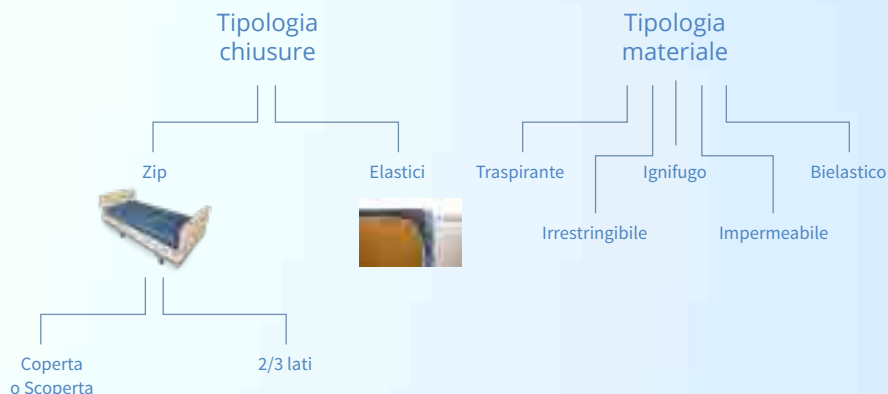 Tipologia
chiusure
Tipologia
materiale
Zip
Elastici
Traspirante
Ignifugo
Bielastico
Irrestringibile
Impermeabile
Coperta
o Scoperta
2/3 lati